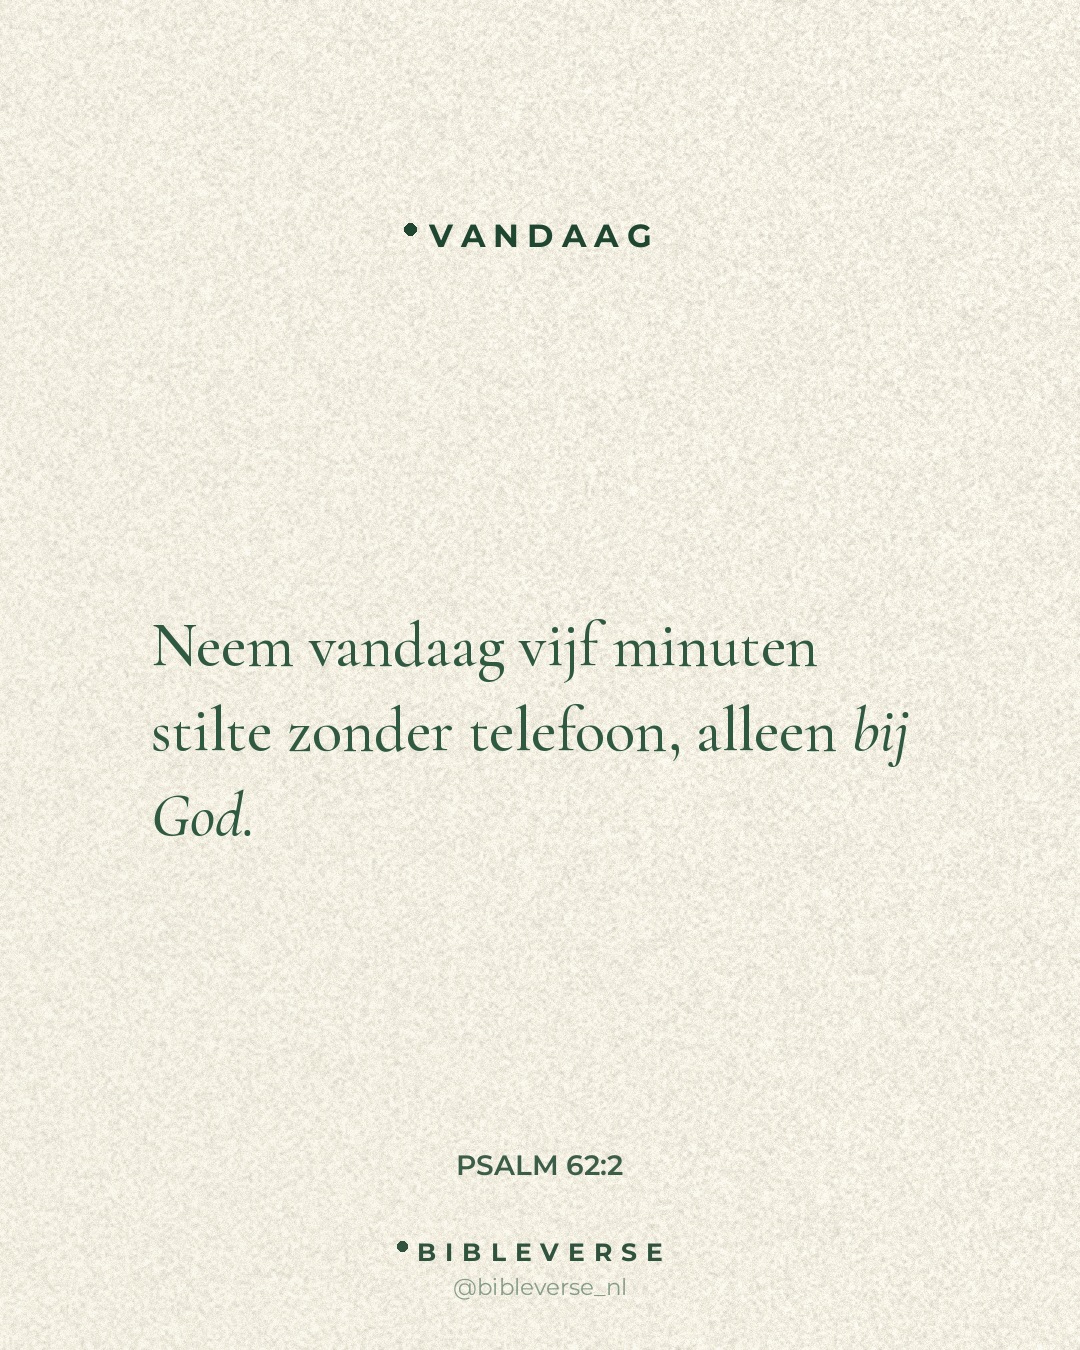 VANDAAG
Neem vandaag vijf minuten
stilte zonder telefoon, alleen bij
God.
PSALM 62:2
BIBLEVERSE
@bibleverse_nl